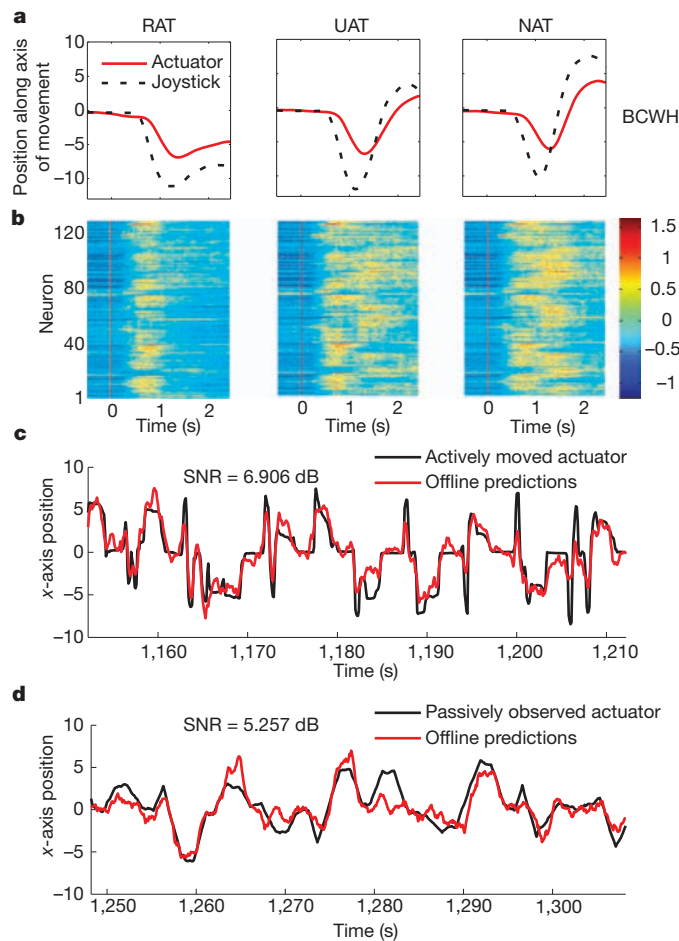 a
RAT UAT NAT
Position along axis
of movement
10
5
0
−5
−10
Actuator
Joystick
BCWH
b
Neuron
120
80
40
1
0 1 2
Time (s)
0 1 2
Time (s)
0 1 2
Time (s)
1.5
1
0.5
0
−0.5
−1
c
SNR = 6.906 dB
Actively moved actuator
Offline predictions
x-axis position
10
5
0
−5
−10
1,160 1,170 1,180 1,190 1,200 1,210
Time (s)
d
SNR = 5.257 dB
Passively observed actuator
Offline predictions
x-axis position
10
5
0
−5
−10
1,250 1,260 1,270 1,280 1,290 1,300
Time (s)